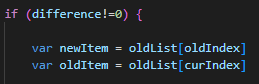 if (difference!=0) {
var newItem = oldList[oldIndex]
var oldItem = oldList[curIndex]